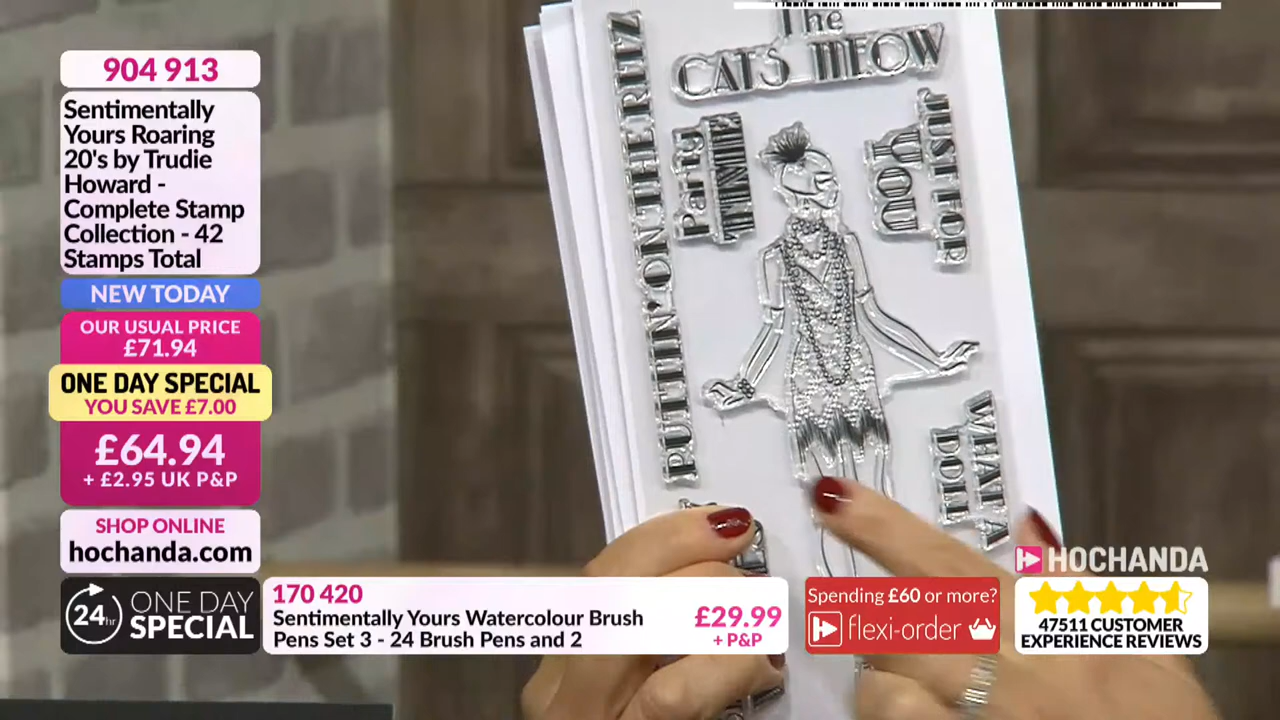 904 913
Sentimentally
Yours Roaring
20's by Trudie
Howard -
Complete Stamp
Collection - 42
Stamps Total
NEW TODAY
OUR USUAL PRICE
£71.94
ONE DAY SPECIAL
YOU SAVE £7.00
£64.94
+ £2.95 UK P&P
SHOP ONLINE
hochanda.com
24hr
ONE DAY
SPECIAL
170 420
Sentimentally Yours Watercolour Brush
Pens Set 3 - 24 Brush Pens and 2
£29.99
+ P&P
Spending £60 or more?
flexi-order
HOCHANDA
47511 CUSTOMER
EXPERIENCE REVIEWS
The
CAT'S MEOW
PUTTIN' ON THE RITZ
Party
TIME
JUST FOR
YOU
WHAT A
DOLL